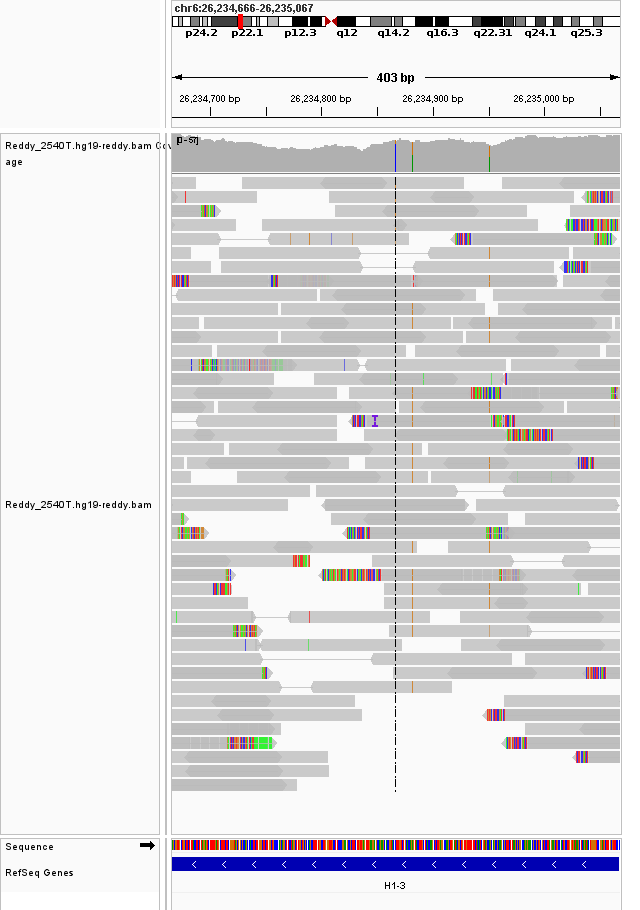 chr6:26,234,666-26,235,067
p24.2 p22.1 p12.3 q12 q14.2 q16.3 q22.31 q24.1 q25.3
403 bp
26,234,700 bp 26,234,800 bp 26,234,900 bp 26,235,000 bp
Reddy_2540T.hg19-reddy.bam Cov
age
[0 - 57]
Reddy_2540T.hg19-reddy.bam
Sequence
RefSeq Genes
H1-3